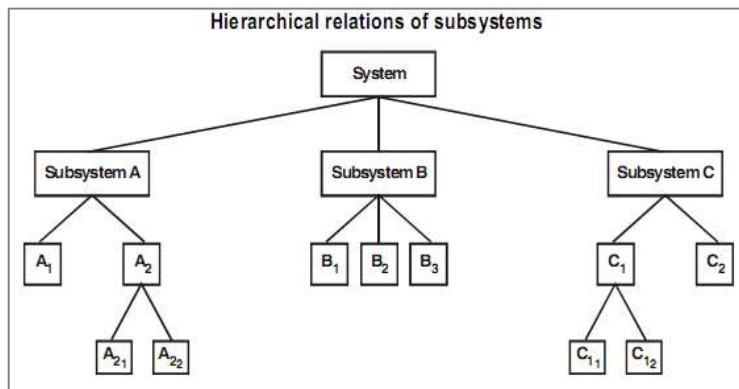 Hierarchical relations of subsystems
System
Subsystem A
Subsystem B
Subsystem C
A₁
A₂
B₁
B₂
B₃
C₁
C₂
A₂₁
A₂₂
C₁₁
C₁₂